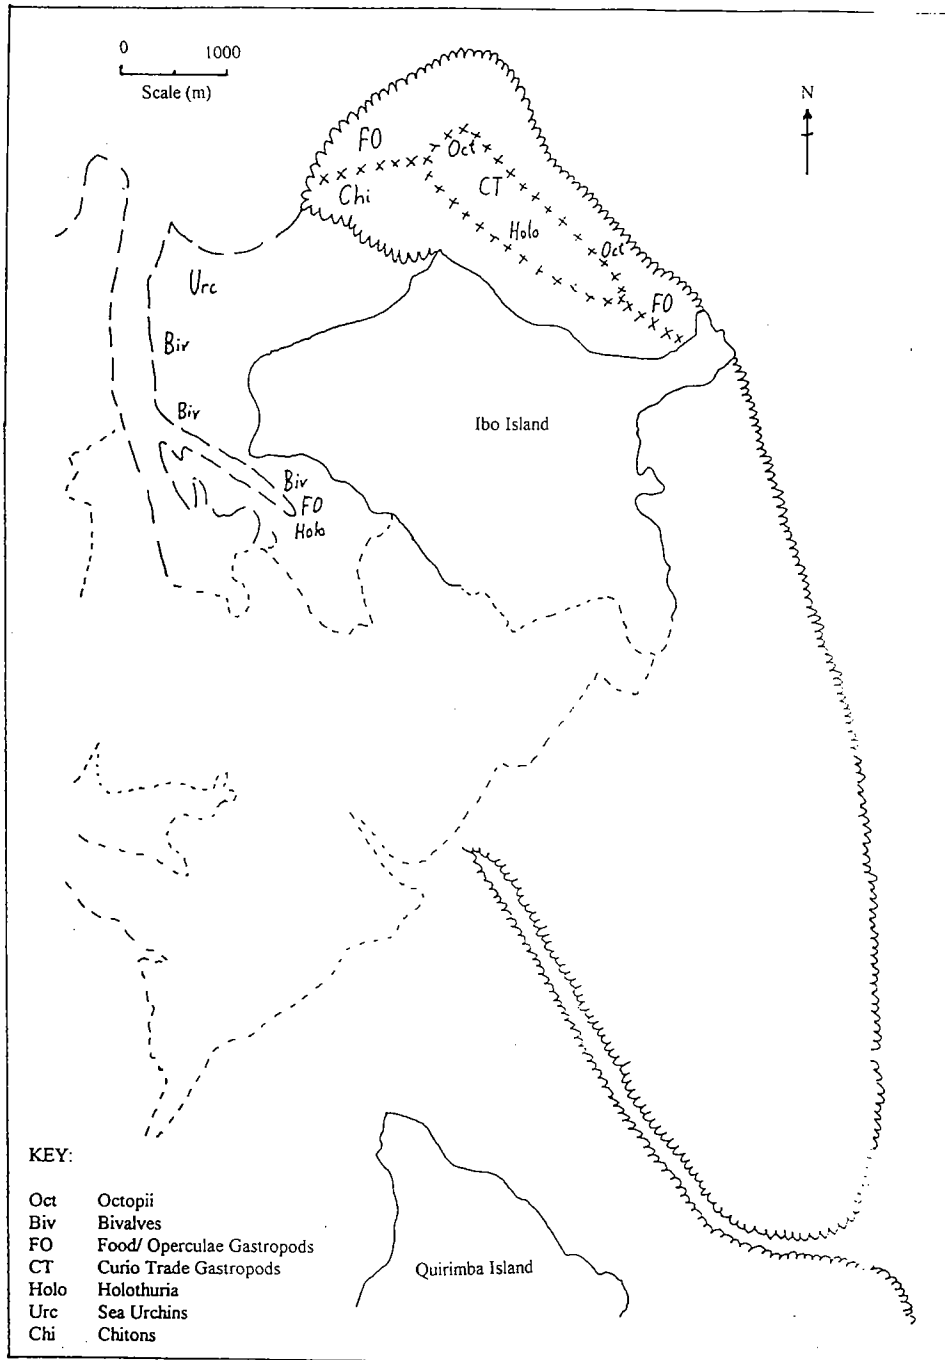 0 1000
Scale (m)
N
FO
Oct
Chi
CT
Holo
Oct
Urc
FO
Biv
Biv
Ibo Island
Biv
FO
Holo
KEY:
Oct Octopii
Biv Bivalves
FO Food/ Operculae Gastropods
CT Curio Trade Gastropods
Holo Holothuria
Urc Sea Urchins
Chi Chitons
Quirimba Island